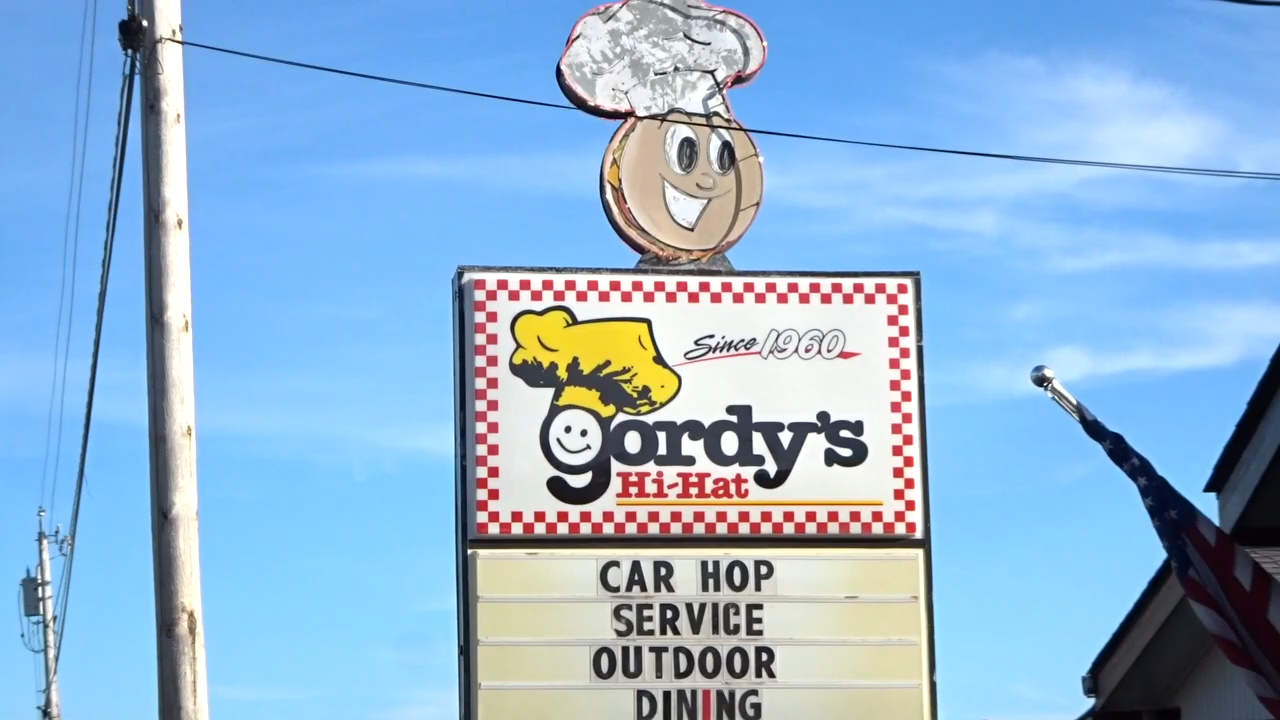 Since 1960
gordy's
Hi-Hat
CAR HOP
SERVICE
OUTDOOR
DINING